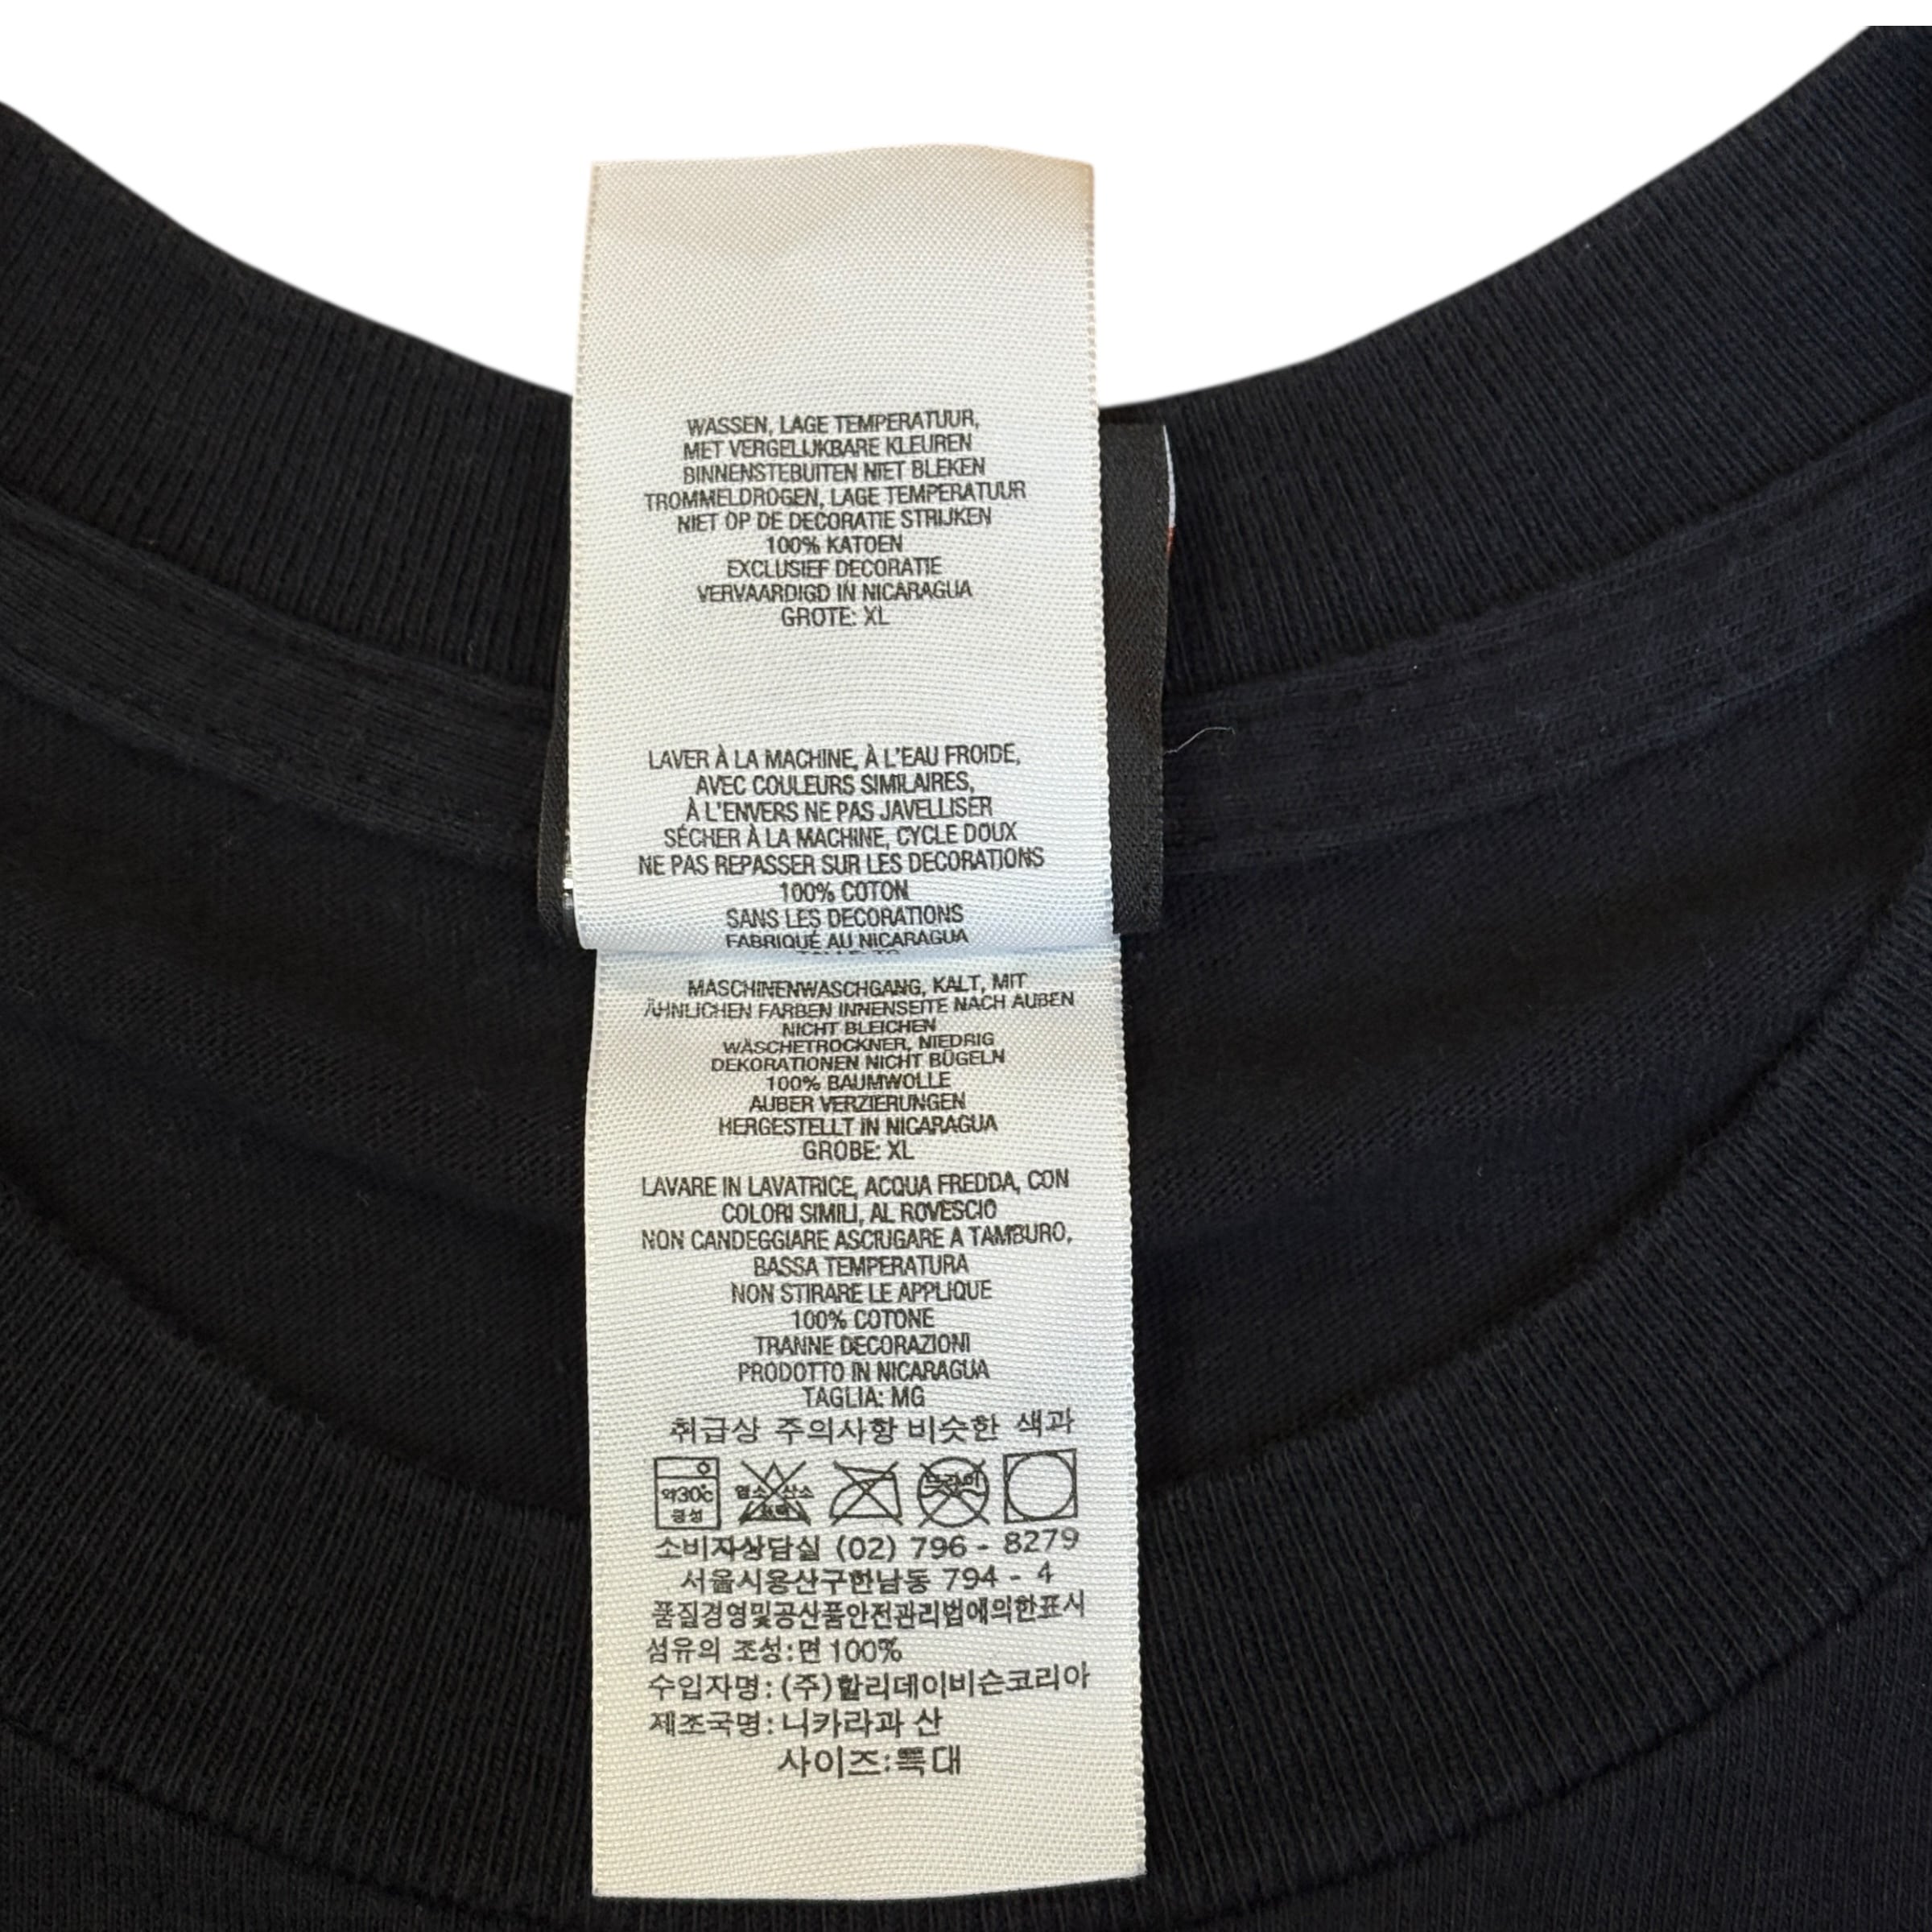 WASSEN, LAGE TEMPERATUUR,
MET VERGELIJKBARE KLEUREN
BINNENSTEBUITEN NIET BLEKEN
TROMMELDROGEN, LAGE TEMPERATUUR
NIET OP DE DECORATIE STRIJKEN
100% KATOEN
EXCLUSIEF DECORATIE
VERVAARDIGD IN NICARAGUA
GROTE: XL
LAVER À LA MACHINE, À L'EAU FROIDE,
AVEC COULEURS SIMILAIRES,
À L'ENVERS NE PAS JAVELLISER
SÉCHER À LA MACHINE, CYCLE DOUX
NE PAS REPASSER SUR LES DECORATIONS
100% COTON
SANS LES DECORATIONS
FABRIQUÉ AU NICARAGUA
MASCHINENWASCHGANG, KALT, MIT
ÄHNLICHEN FARBEN INNENSEITE NACH AUBEN
NICHT BLEICHEN
WÄSCHETROCKNER, NIEDRIG
DEKORATIONEN NICHT BÜGELN
100% BAUMWOLLE
AUBER VERZIERUNGEN
HERGESTELLT IN NICARAGUA
GROBE: XL
LAVARE IN LAVATRICE, ACQUA FREDDA, CON
COLORI SIMILI, AL ROVESCIO
NON CANDEGGIARE ASCIUGARE A TAMBURO,
BASSA TEMPERATURA
NON STIRARE LE APPLIQUE
100% COTONE
TRANNE DECORAZIONI
PRODOTTO IN NICARAGUA
TAGLIA: MG
취급상 주의사항 비슷한 색과
약30℃ 염소 산소 드라이
중성 표백
소비자상담실 (02) 796 - 8279
서울시용산구한남동 794 - 4
품질경영및공산품안전관리법에의한표시
섬유의 조성:면 100%
수입자명: (주)할리데이비슨코리아
제조국명: 니카라과 산
사이즈:특대